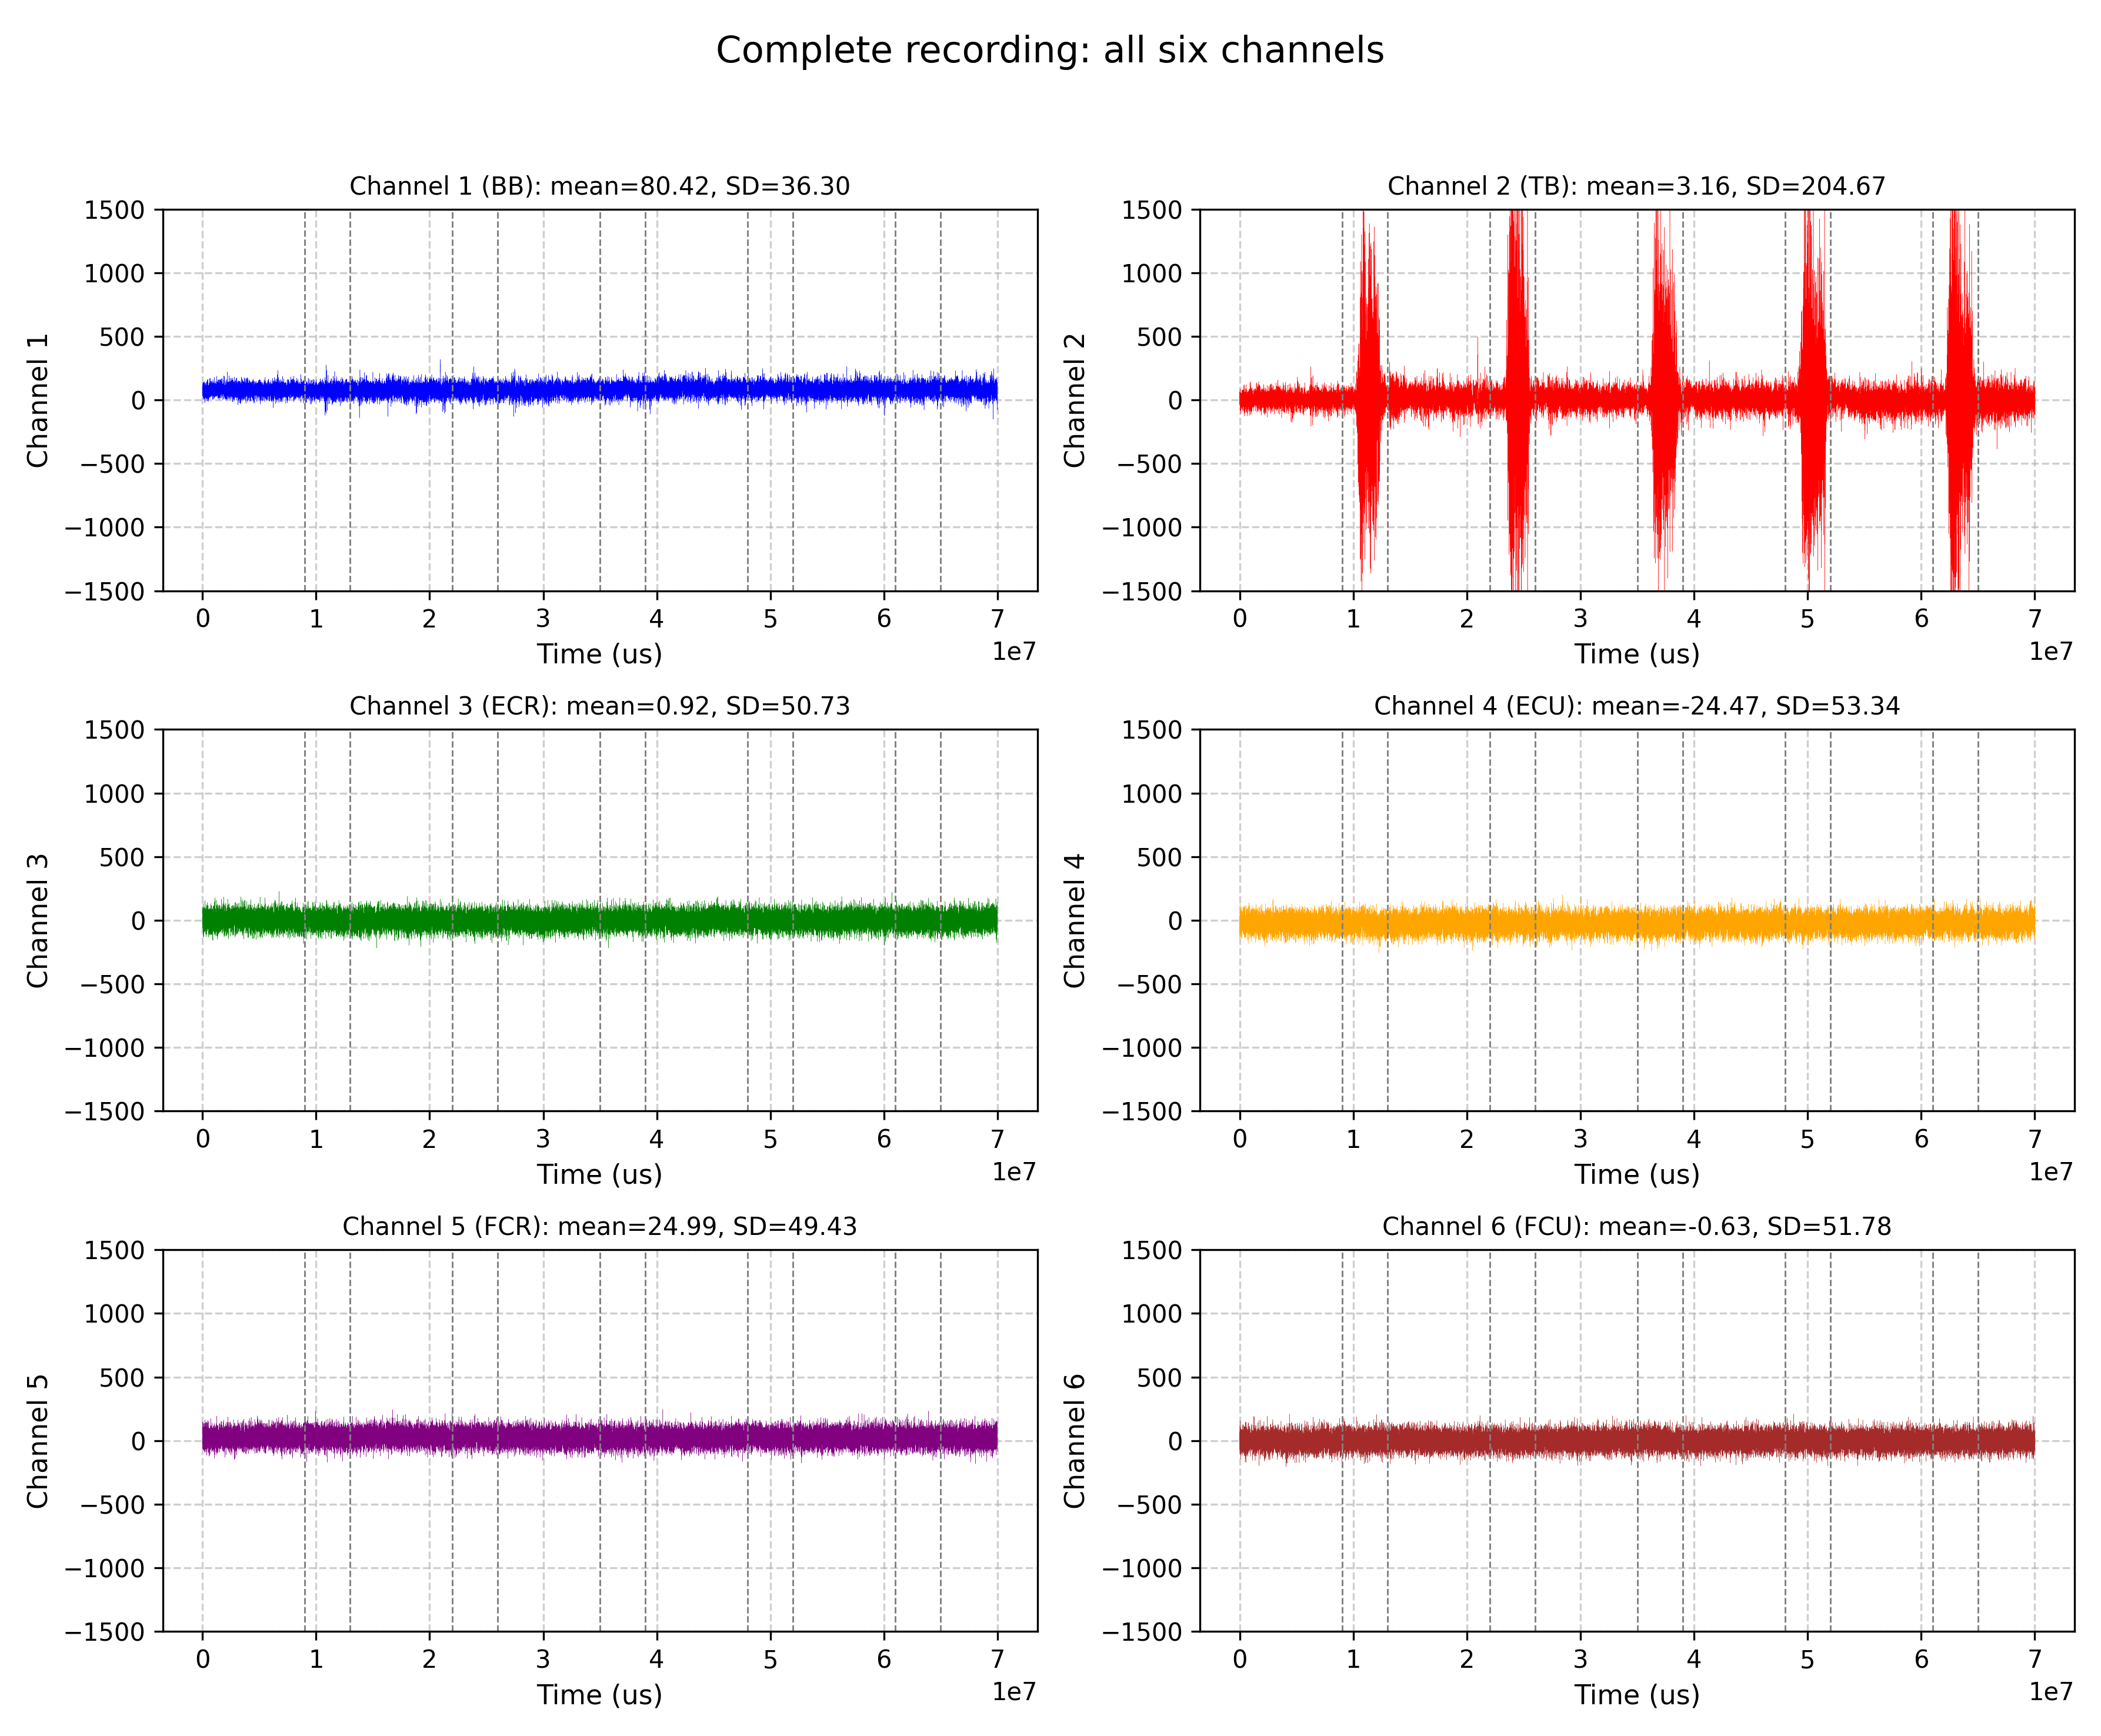 Complete recording: all six channels
Channel 1 (BB): mean=80.42, SD=36.30
1500
1000
500
0
−500
−1000
−1500
Channel 1
0 1 2 3 4 5 6 7
1e7
Time (us)
Channel 2 (TB): mean=3.16, SD=204.67
1500
1000
500
0
−500
−1000
−1500
Channel 2
0 1 2 3 4 5 6 7
1e7
Time (us)
Channel 3 (ECR): mean=0.92, SD=50.73
1500
1000
500
0
−500
−1000
−1500
Channel 3
0 1 2 3 4 5 6 7
1e7
Time (us)
Channel 4 (ECU): mean=-24.47, SD=53.34
1500
1000
500
0
−500
−1000
−1500
Channel 4
0 1 2 3 4 5 6 7
1e7
Time (us)
Channel 5 (FCR): mean=24.99, SD=49.43
1500
1000
500
0
−500
−1000
−1500
Channel 5
0 1 2 3 4 5 6 7
1e7
Time (us)
Channel 6 (FCU): mean=-0.63, SD=51.78
1500
1000
500
0
−500
−1000
−1500
Channel 6
0 1 2 3 4 5 6 7
1e7
Time (us)